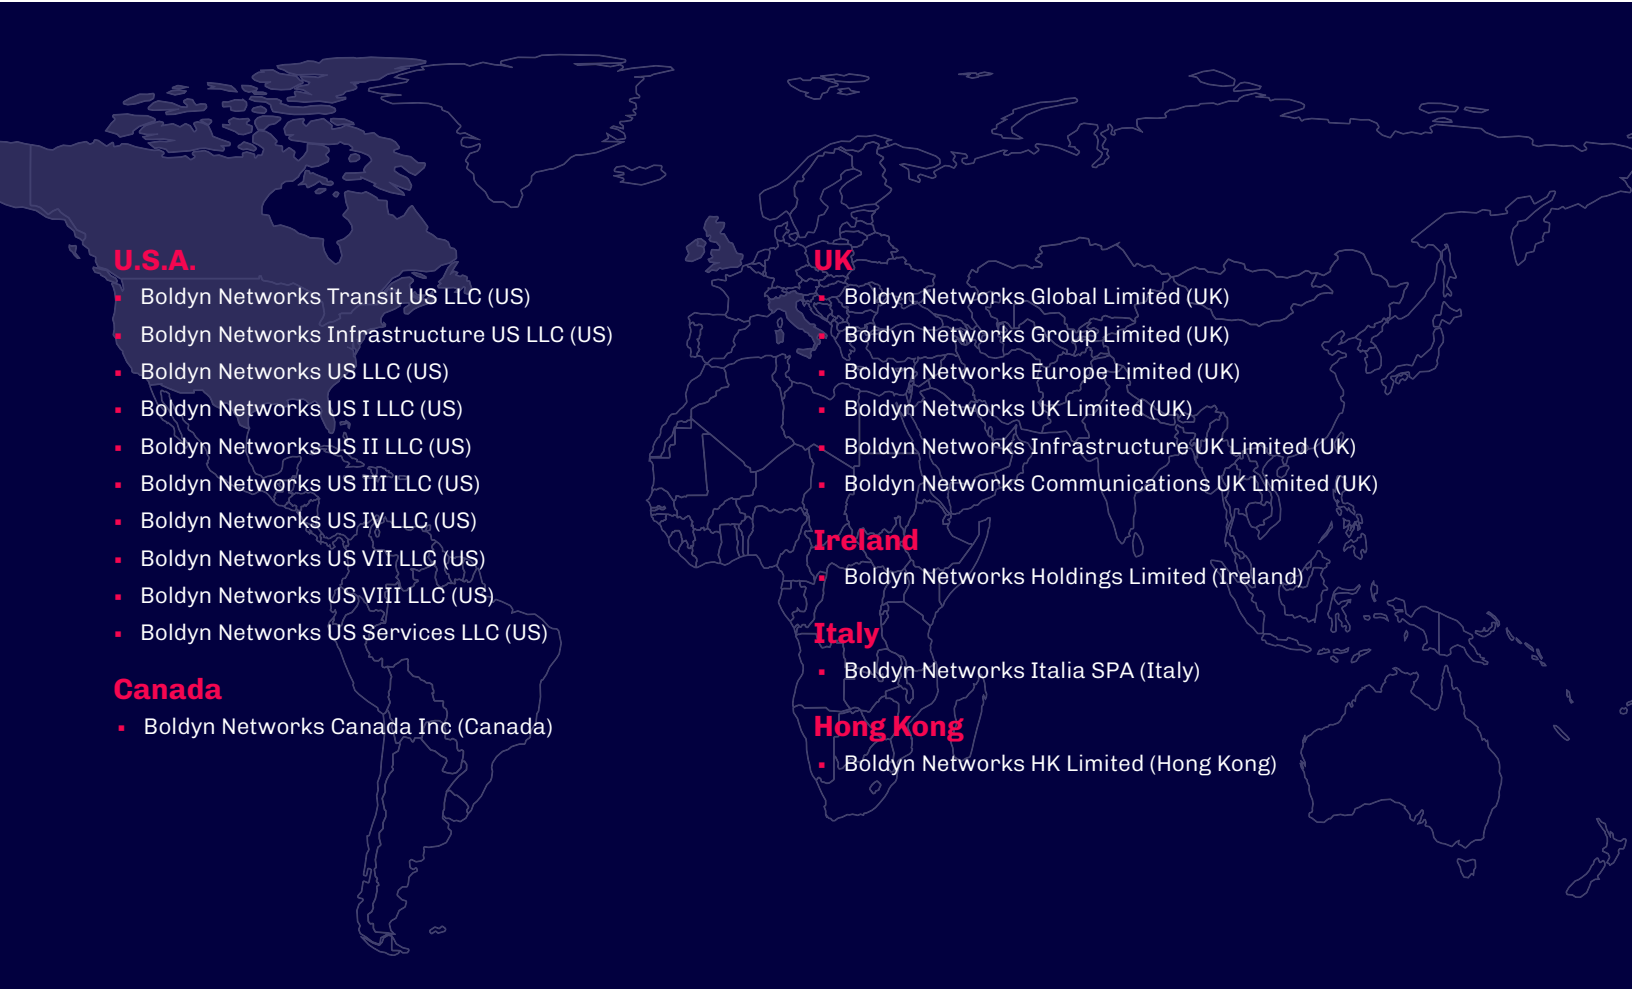 U.S.A.
Boldyn Networks Transit US LLC (US)
Boldyn Networks Infrastructure US LLC (US)
Boldyn Networks US LLC (US)
Boldyn Networks US I LLC (US)
Boldyn Networks US II LLC (US)
Boldyn Networks US III LLC (US)
Boldyn Networks US IV LLC (US)
Boldyn Networks US VII LLC (US)
Boldyn Networks US VIII LLC (US)
Boldyn Networks US Services LLC (US)
Canada
Boldyn Networks Canada Inc (Canada)
UK
Boldyn Networks Global Limited (UK)
Boldyn Networks Group Limited (UK)
Boldyn Networks Europe Limited (UK)
Boldyn Networks UK Limited (UK)
Boldyn Networks Infrastructure UK Limited (UK)
Boldyn Networks Communications UK Limited (UK)
Ireland
Boldyn Networks Holdings Limited (Ireland)
Italy
Boldyn Networks Italia SPA (Italy)
Hong Kong
Boldyn Networks HK Limited (Hong Kong)